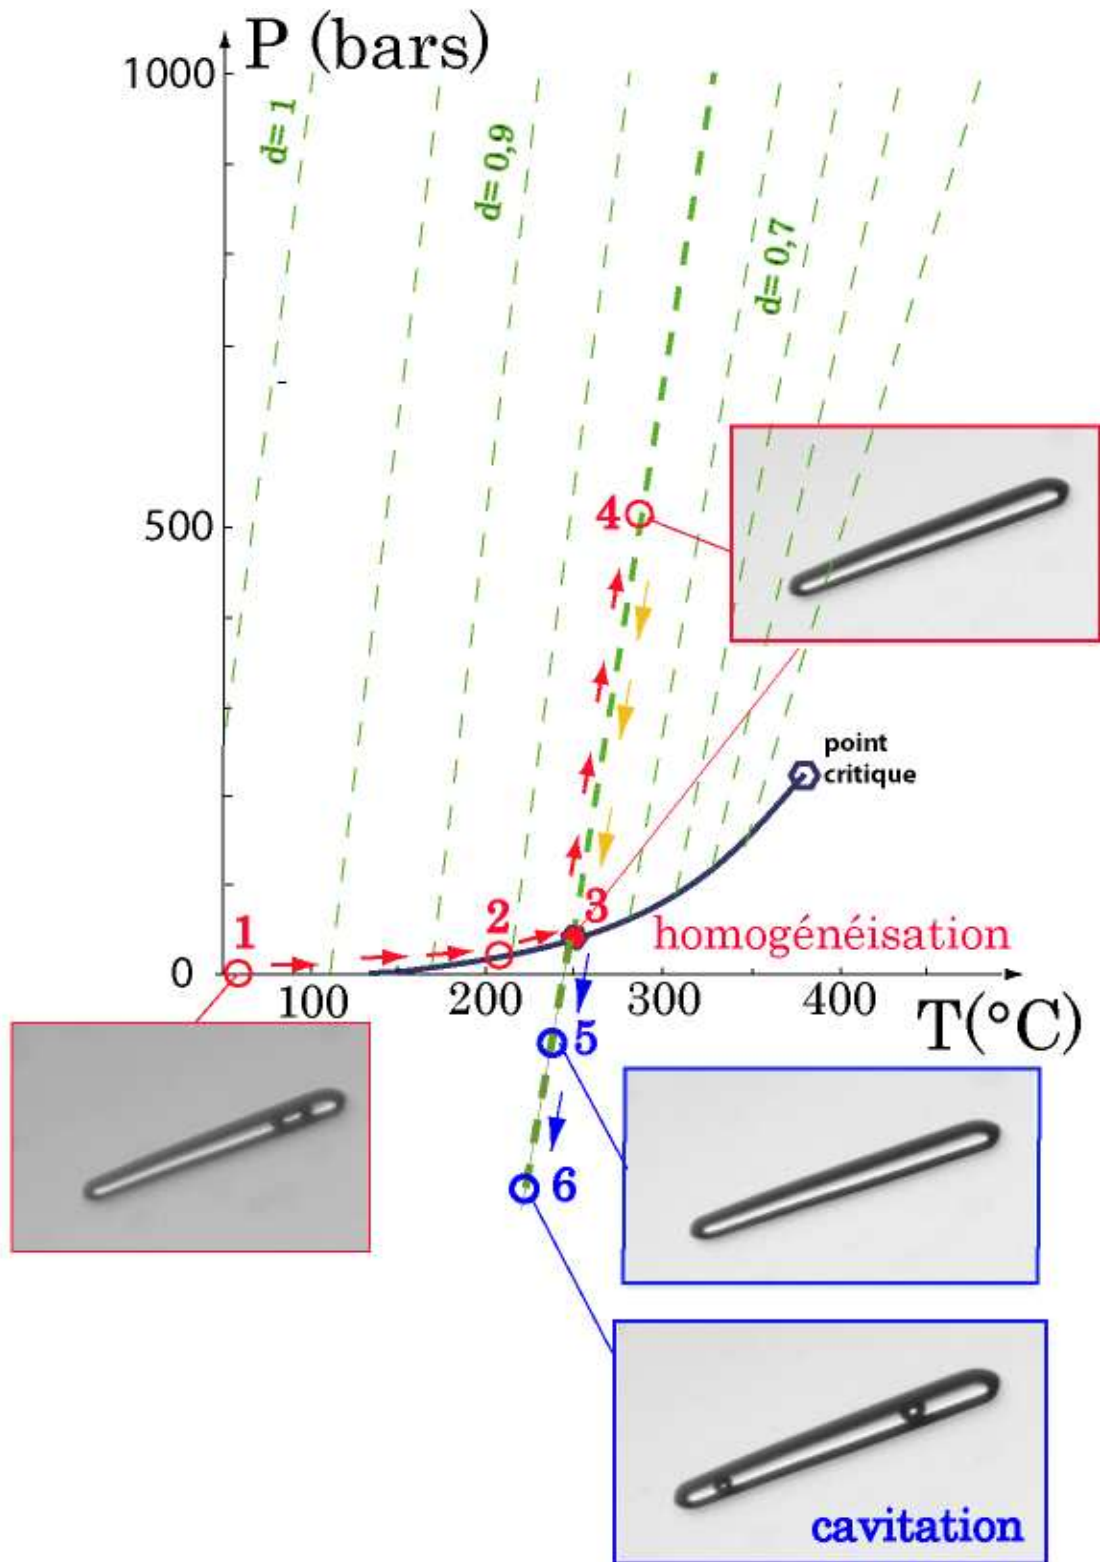 P (bars)
1000
d= 1
d= 0,9
d= 0,7
500
4
point
critique
1
2
3
homogénéisation
0
100
200
300
400
T(°C)
5
6
cavitation